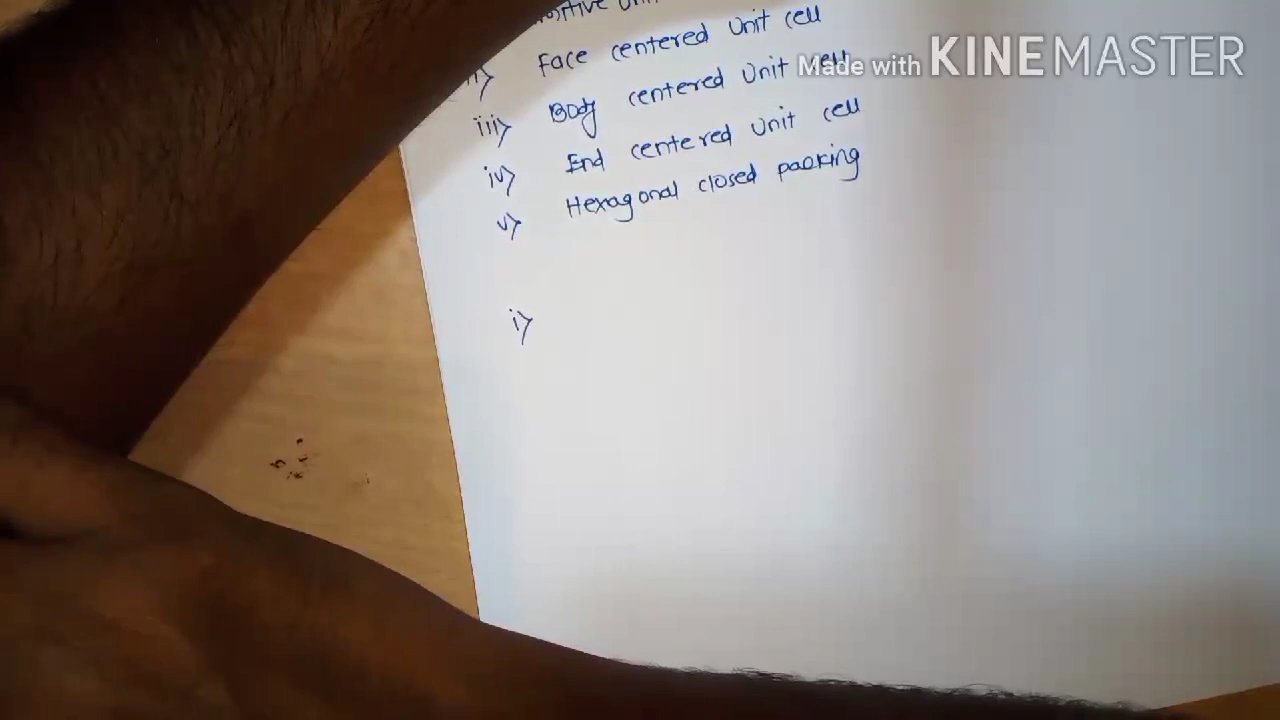 Face centered Unit cell
Made with KINEMASTER
iii> Body centered Unit cell
iv> End centered Unit cell
v> Hexagonal closed packing
i>